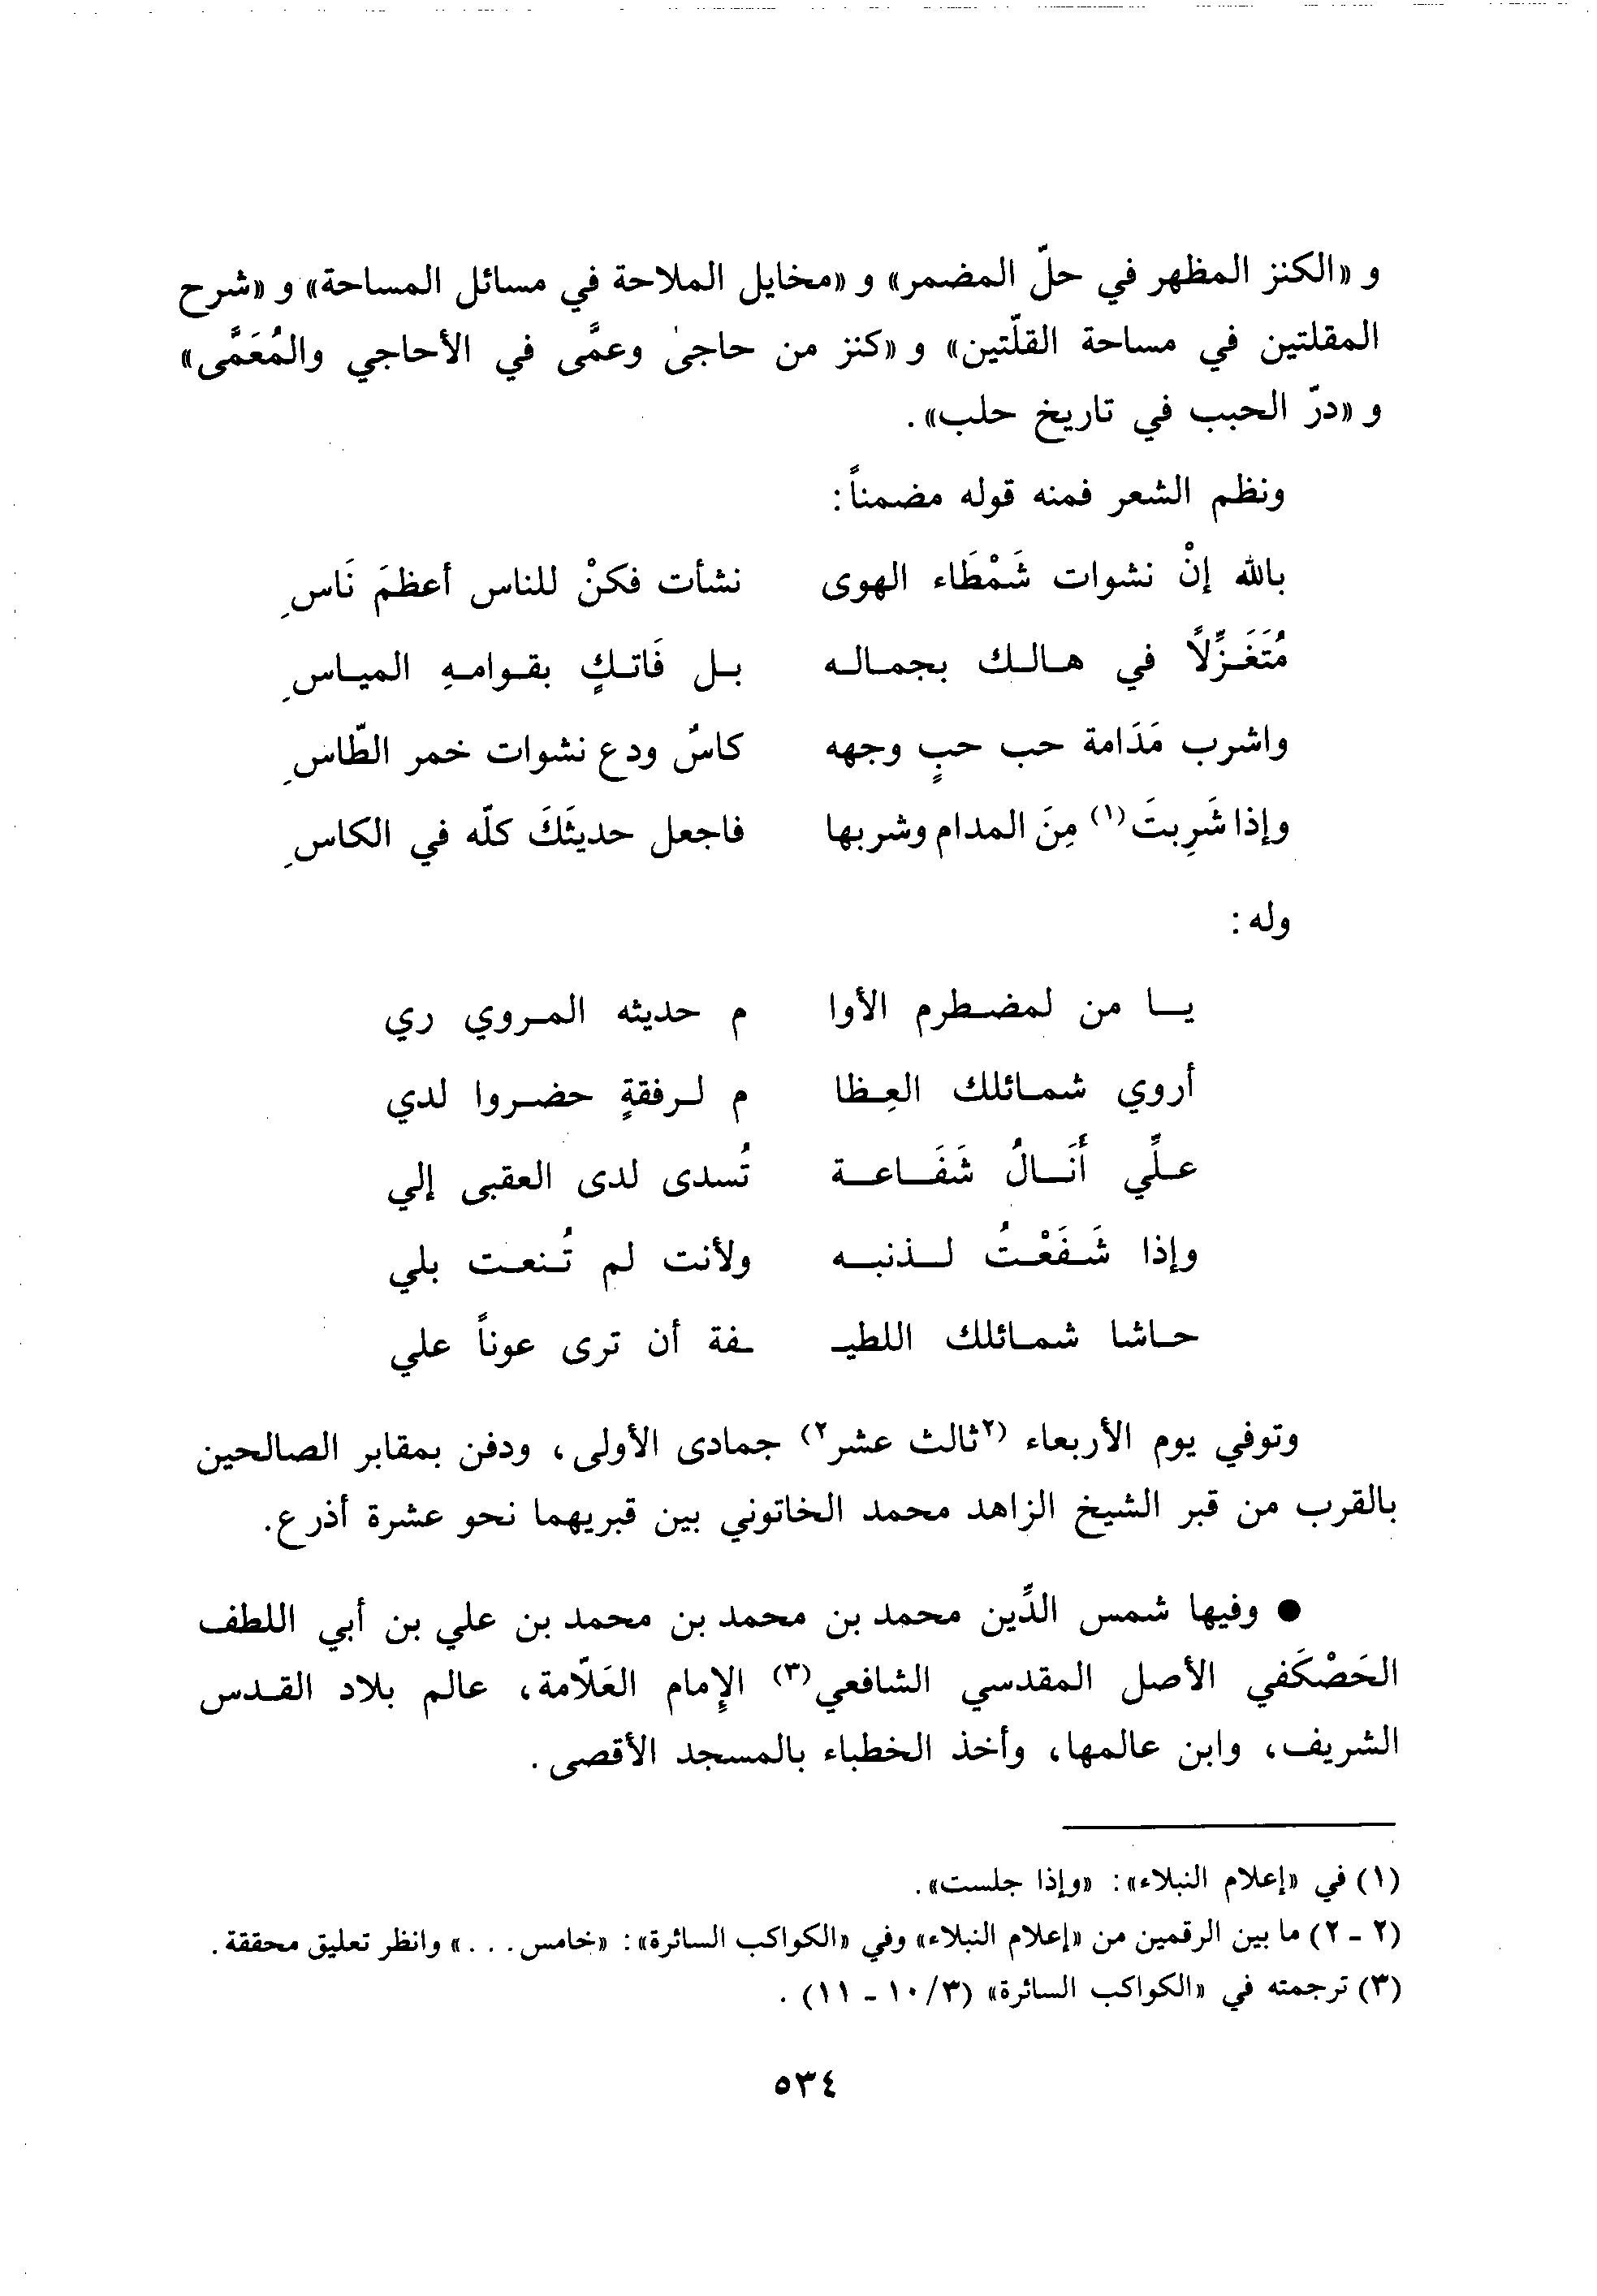 و «الكنز المظهر في حلّ المضمر» و «مخايل الملاحة في مسائل المساحة» و «شرح
المقلتين في مساحة القلّتين» و «كنز من حاجىٰ وعمَّى في الأحاجي والمُعَمَّى»
و «درّ الحبب في تاريخ حلب».
ونظم الشعر فمنه قوله مضمناً:
بالله إنْ نشوات شَمْطَاء الهوى نشأت فكنْ للناس أعظمَ نَاسِ
مُتَغَزِّلاً في هالك بجماله بل فَاتكٍ بقوامهِ المياسِ
واشرب مَدَامة حب حبٍ وجهه كاسٌ ودع نشوات خمر الطّاسِ
وإذا شَرِبتَ(١) مِنَ المدام وشربها فاجعل حديثَكَ كلّه في الكاسِ
وله:
يا من لمضطرم الأوا م حديثه المروي ري
أروي شمائلك العِظا م لرفقةٍ حضروا لدي
علِّي أَنَالُ شَفَاعة تُسدى لدى العقبى إلي
وإذا شَفَعْتُ لذنبه ولأنت لم تُنعت بلي
حاشا شمائلك اللطيـ ـفة أن ترى عوناً علي
وتوفي يوم الأربعاء (٢ثالث عشر٢) جمادى الأولى، ودفن بمقابر الصالحين
بالقرب من قبر الشيخ الزاهد محمد الخاتوني بين قبريهما نحو عشرة أذرع.
● وفيها شمس الدِّين محمد بن محمد بن محمد بن علي بن أبي اللطف
الحَصْكَفي الأصل المقدسي الشافعي(٣) الإِمام العَلاّمة، عالم بلاد القدس
الشريف، وابن عالمها، وأخذ الخطباء بالمسجد الأقصى.
(١) في «إعلام النبلاء»: «وإذا جلست».
(٢ - ٢) ما بين الرقمين من «إعلام النبلاء» وفي «الكواكب السائرة»: «خامس...» وانظر تعليق محققة.
(٣) ترجمته في «الكواكب السائرة» (١٠/٣ - ١١).
٥٣٤